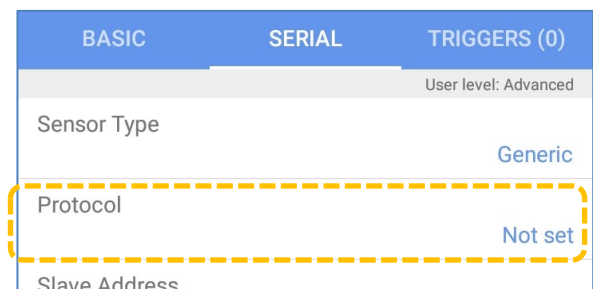 BASIC SERIAL TRIGGERS (0)
User level: Advanced
Sensor Type
Generic
Protocol
Not set
Slave Address